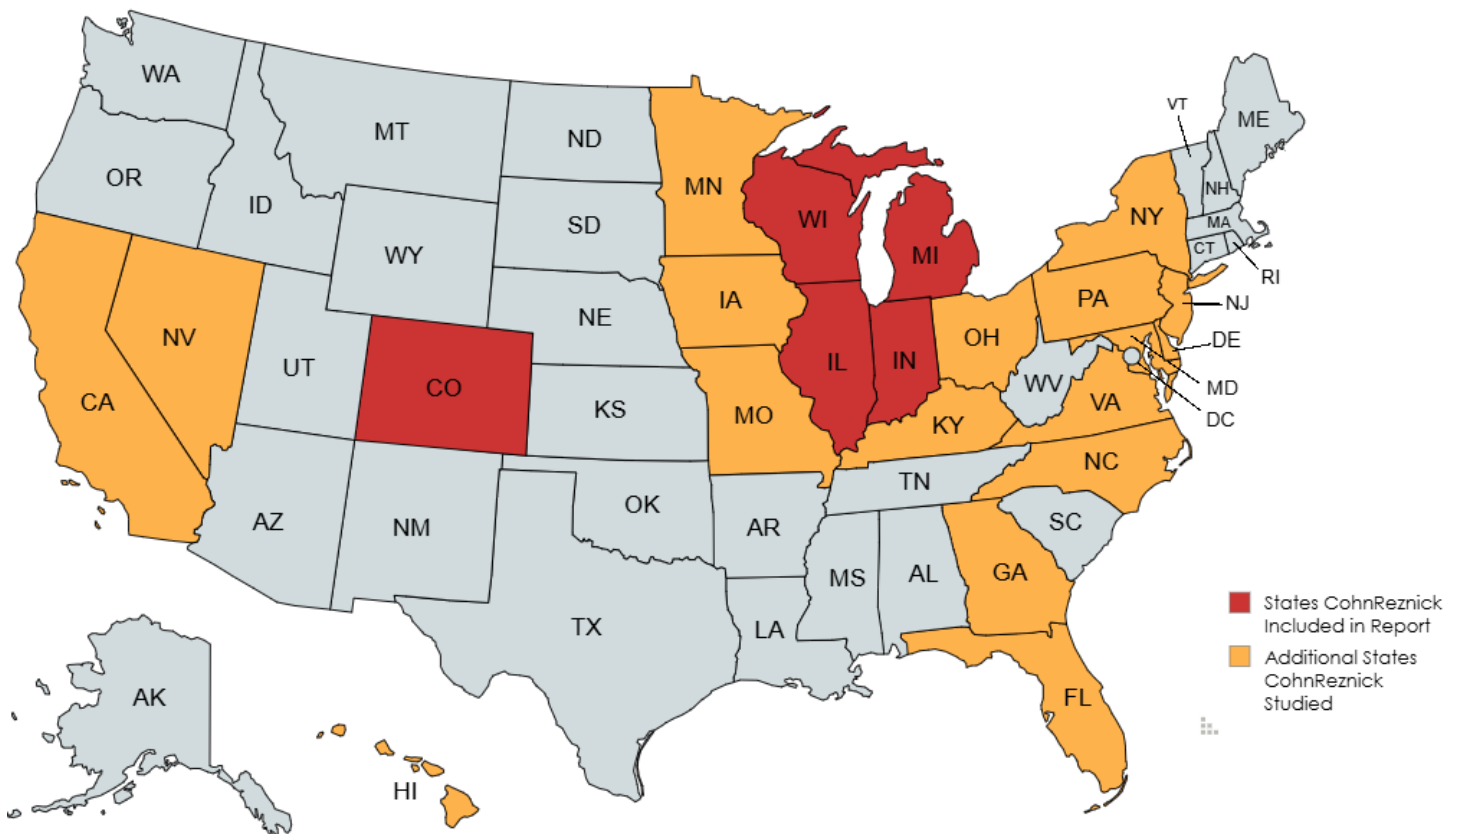 WA
MT
ND
MN
VT
ME
OR
ID
SD
WI
NH
NY
MA
WY
MI
CT
RI
IA
PA
NJ
NE
NV
OH
DE
UT
CO
IL
IN
WV
MD
CA
KS
MO
VA
DC
KY
NC
TN
OK
AZ
NM
AR
SC
MS
AL
GA
TX
LA
FL
AK
HI
States CohnReznick
Included in Report
Additional States
CohnReznick
Studied